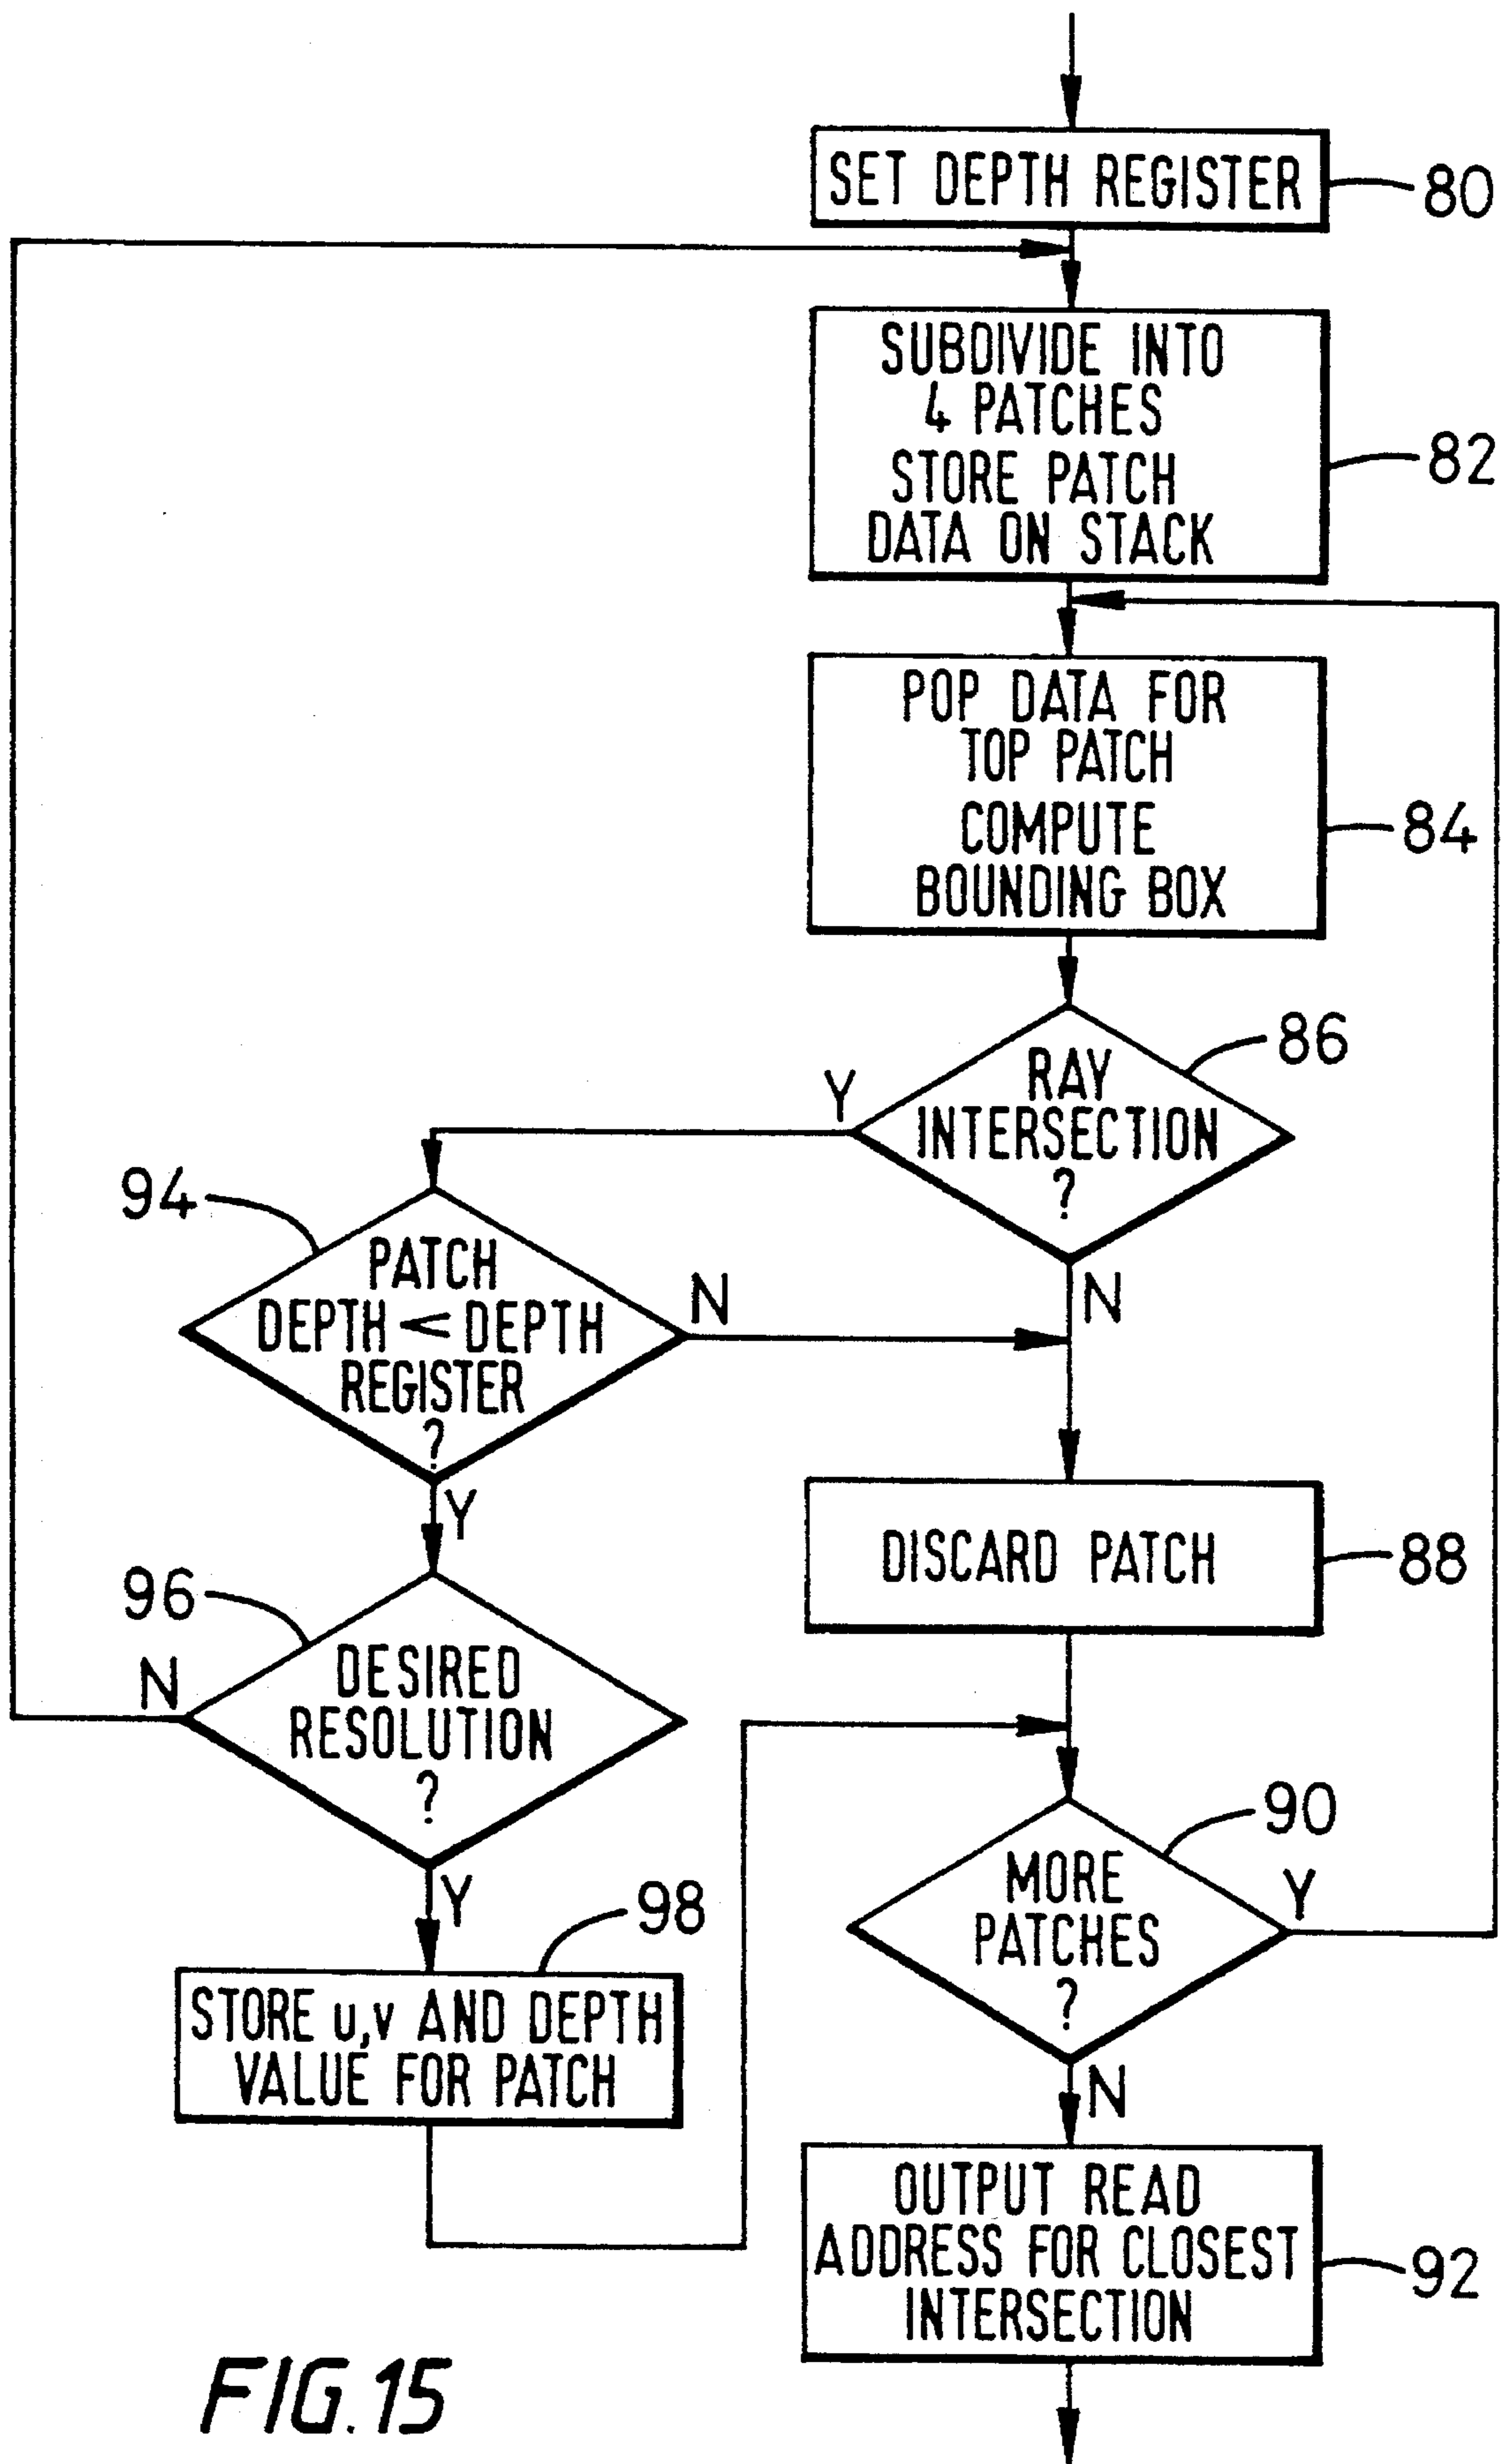 SET DEPTH REGISTER
80
SUBDIVIDE INTO
4 PATCHES
STORE PATCH
DATA ON STACK
82
POP DATA FOR
TOP PATCH
COMPUTE
BOUNDING BOX
84
RAY
INTERSECTION
?
86
Y
N
94
PATCH
DEPTH < DEPTH
REGISTER
?
N
Y
DISCARD PATCH
88
96
DESIRED
RESOLUTION
?
N
Y
MORE
PATCHES
?
90
Y
N
98
STORE u,v AND DEPTH
VALUE FOR PATCH
OUTPUT READ
ADDRESS FOR CLOSEST
INTERSECTION
92
FIG.15